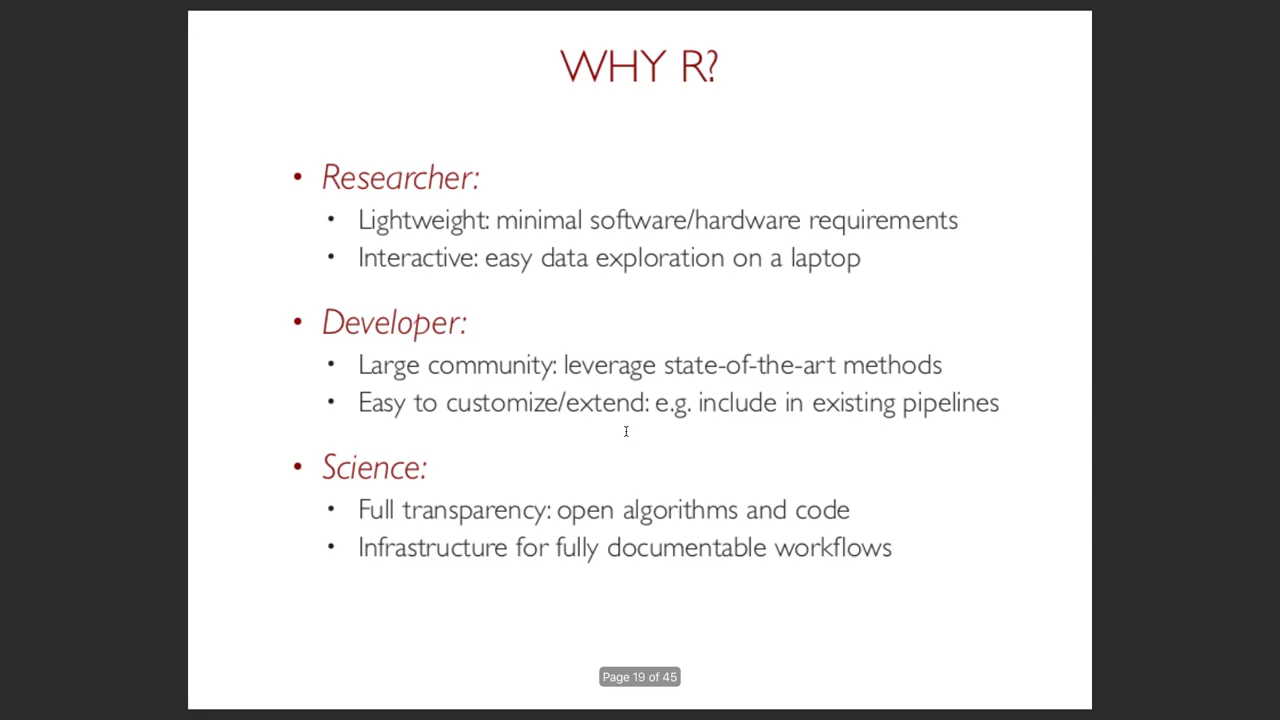 WHY R?
• Researcher:
• Lightweight: minimal software/hardware requirements
• Interactive: easy data exploration on a laptop
• Developer:
• Large community: leverage state-of-the-art methods
• Easy to customize/extend: e.g. include in existing pipelines
• Science:
• Full transparency: open algorithms and code
• Infrastructure for fully documentable workflows
Page 19 of 45